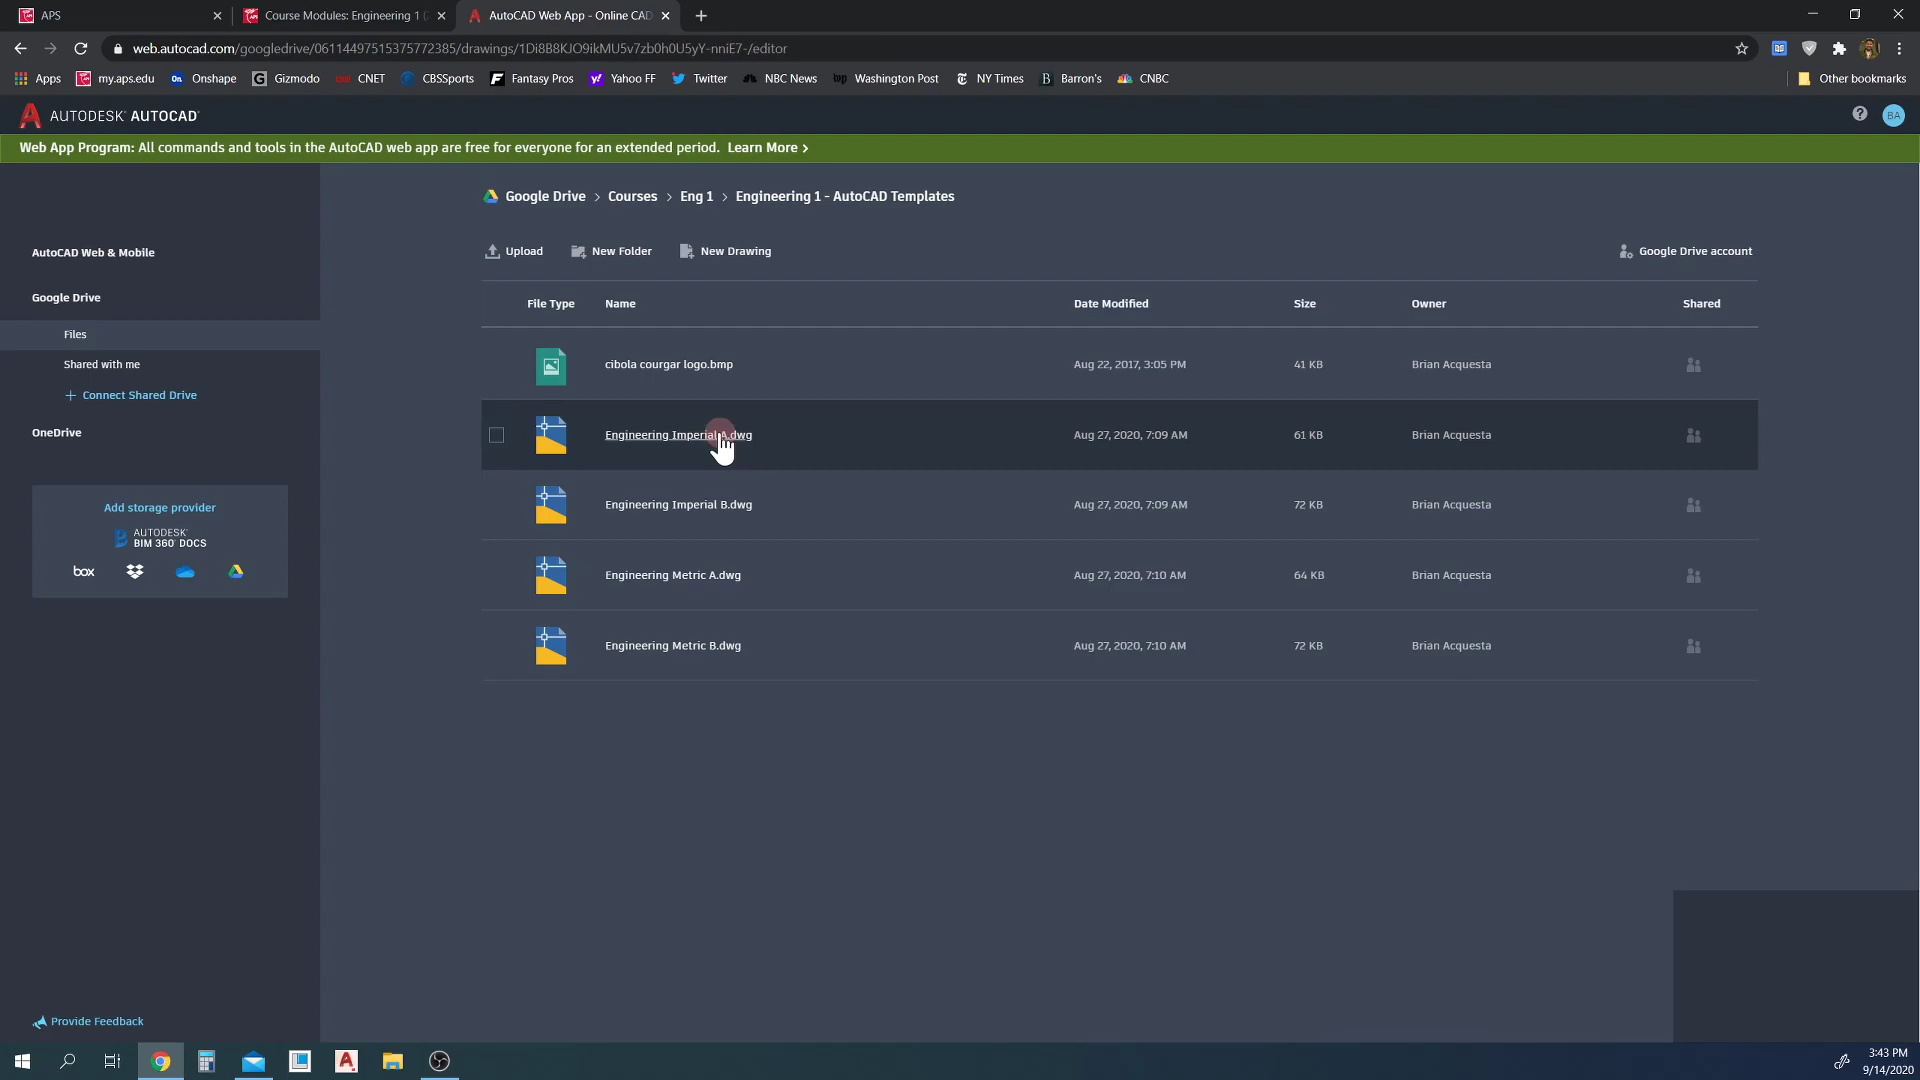 APS
Course Modules: Engineering 1 (
AutoCAD Web App - Online CAD
web.autocad.com/googledrive/06114497515375772385/drawings/1Di8B8KJO9ikMU5v7zb0h0U5yY-nniE7-/editor
Apps my.aps.edu On Onshape G Gizmodo CNET CBSSports F Fantasy Pros y! Yahoo FF Twitter NBC News wp Washington Post NY Times B Barron's CNBC Other bookmarks
A AUTODESK® AUTOCAD® ? BA
Web App Program: All commands and tools in the AutoCAD web app are free for everyone for an extended period. Learn More >
Google Drive > Courses > Eng 1 > Engineering 1 - AutoCAD Templates
Upload New Folder New Drawing Google Drive account
AutoCAD Web & Mobile
Google Drive
Files
Shared with me
+ Connect Shared Drive
OneDrive
Add storage provider
AUTODESK®
BIM 360® DOCS
box
Provide Feedback
File Type Name Date Modified Size Owner Shared
cibola courgar logo.bmp Aug 22, 2017, 3:05 PM 41 KB Brian Acquesta
Engineering Imperial A.dwg Aug 27, 2020, 7:09 AM 61 KB Brian Acquesta
Engineering Imperial B.dwg Aug 27, 2020, 7:09 AM 72 KB Brian Acquesta
Engineering Metric A.dwg Aug 27, 2020, 7:10 AM 64 KB Brian Acquesta
Engineering Metric B.dwg Aug 27, 2020, 7:10 AM 72 KB Brian Acquesta
3:43 PM
9/14/2020